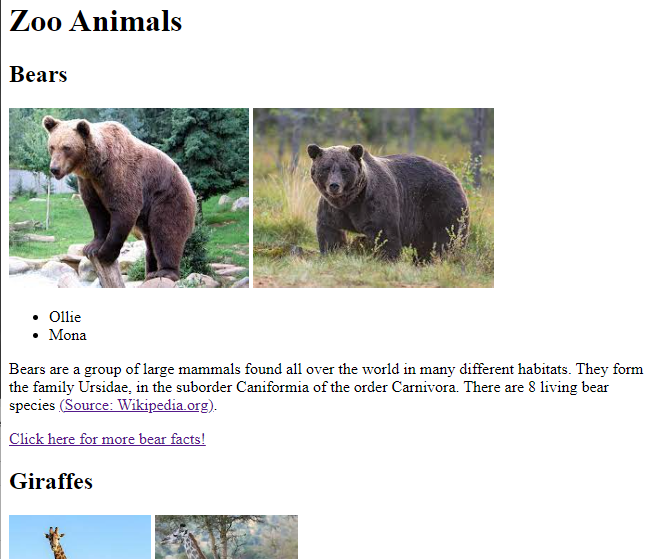 Zoo Animals
Bears
Ollie
Mona
Bears are a group of large mammals found all over the world in many different habitats. They form
the family Ursidae, in the suborder Caniformia of the order Carnivora. There are 8 living bear
species (Source: Wikipedia.org).
Click here for more bear facts!
Giraffes